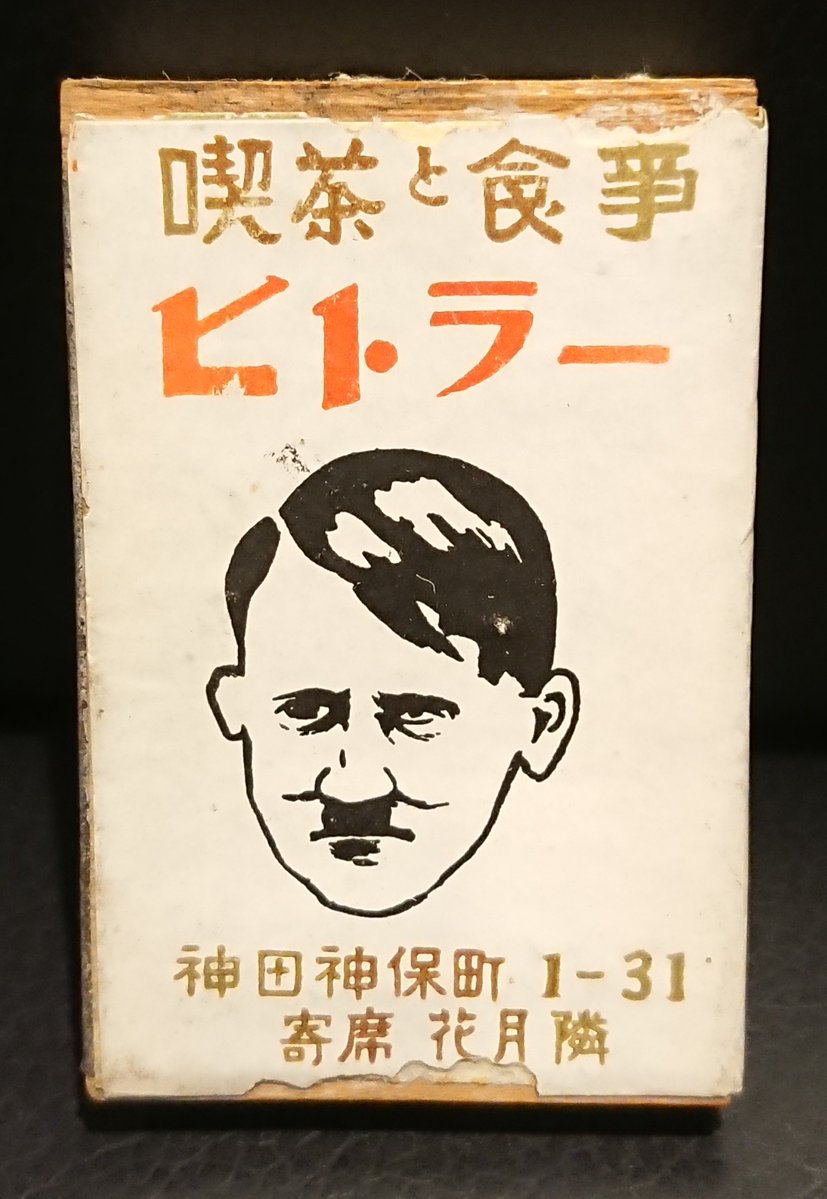 喫茶と食事
ヒトラー
神田神保町 1-31
寄席 花月隣